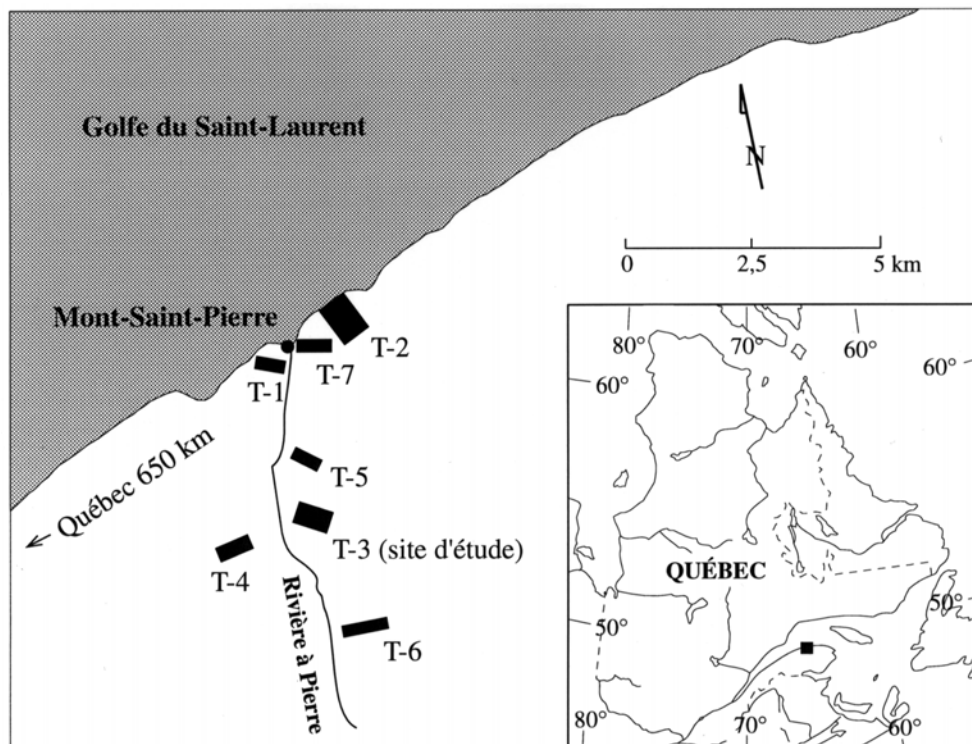 Golfe du Saint-Laurent
N
0 2,5 5 km
Mont-Saint-Pierre
T-2
T-7
T-1
Québec 650 km
T-5
T-3 (site d'étude)
T-4
T-6
Rivière à Pierre
80° 70° 60° 60°
60°
QUÉBEC
50° 50°
80° 70° 60°